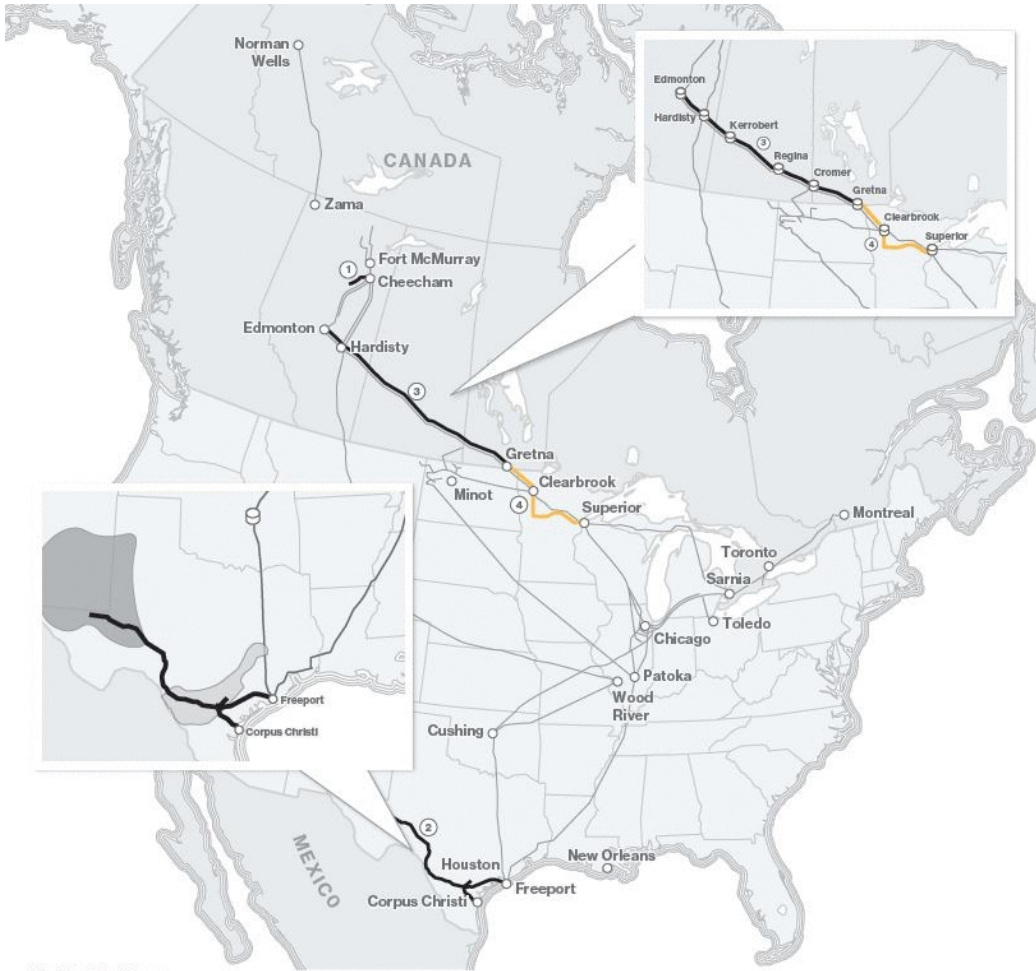 Norman
Wells
CANADA
Zama
1
Fort McMurray
Cheecham
Edmonton
Hardisty
3
Gretna
Clearbrook
Minot
4
Superior
Montreal
Toronto
Sarnia
Toledo
Chicago
Patoka
Wood
River
Cushing
2
Houston
New Orleans
Freeport
Corpus Christi
MEXICO
Edmonton
Hardisty
Kerrobert
3
Regina
Cromer
Gretna
Clearbrook
4
Superior
Freeport
Corpus Christi